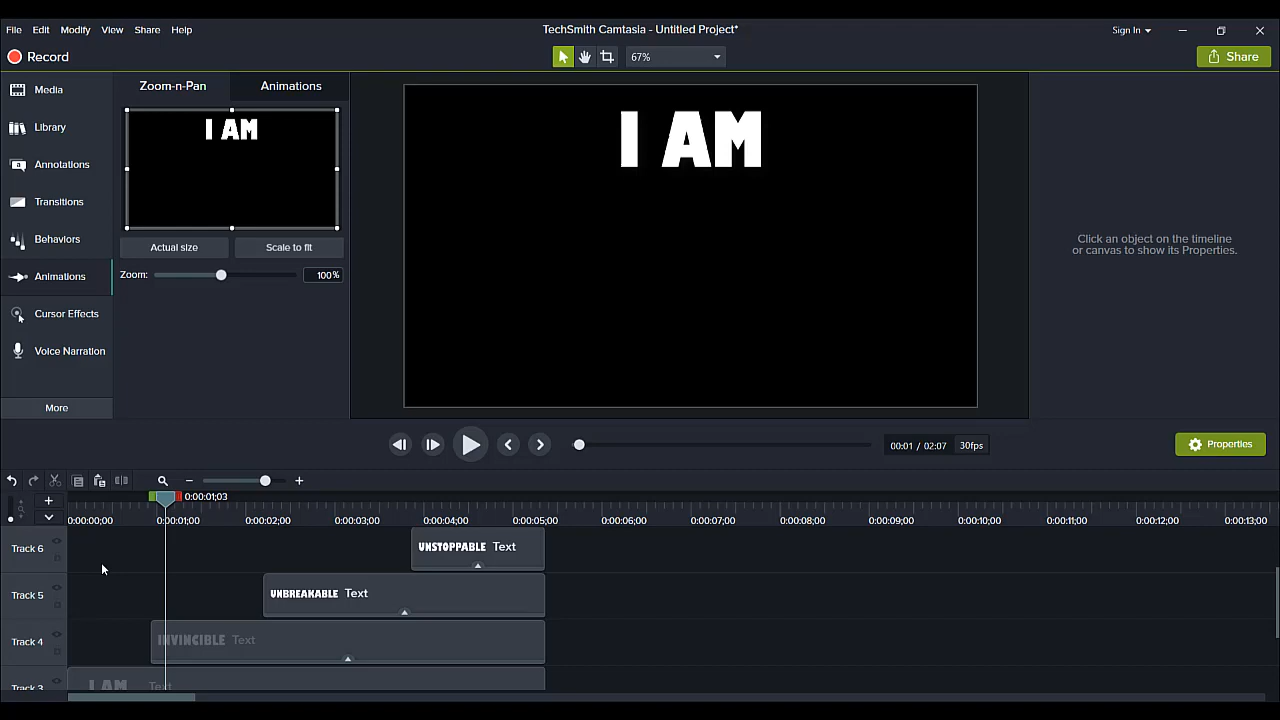 File Edit Modify View Share Help
TechSmith Camtasia - Untitled Project*
Sign In
Record
67%
Share
Media
Library
Annotations
Transitions
Behaviors
Animations
Cursor Effects
Voice Narration
More
Zoom-n-Pan Animations
I AM
Actual size Scale to fit
Zoom: 100%
I AM
Click an object on the timeline
or canvas to show its Properties.
00:01 / 02:07 30fps
Properties
0:00:01;03
0:00:00;00 0:00:01;00 0:00:02;00 0:00:03;00 0:00:04;00 0:00:05;00 0:00:06;00 0:00:07;00 0:00:08;00 0:00:09;00 0:00:10;00 0:00:11;00 0:00:12;00 0:00:13;00
Track 6 UNSTOPPABLE Text
Track 5 UNBREAKABLE Text
Track 4 INVINCIBLE Text
Track 3 I AM Text